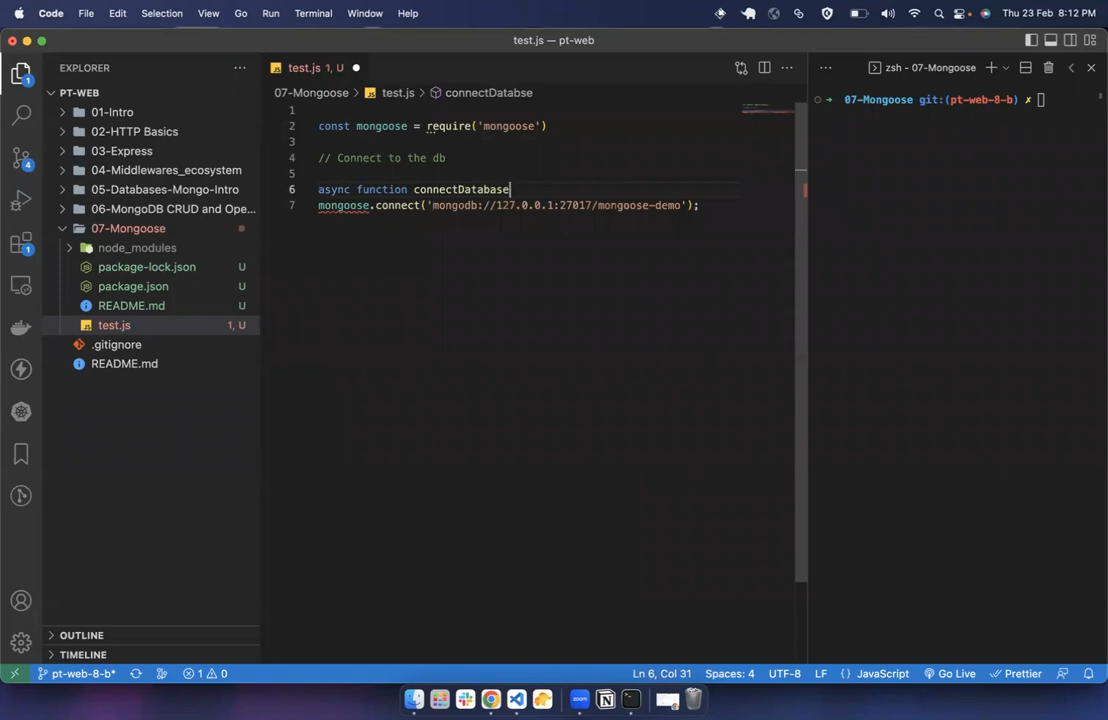 Code File Edit Selection View Go Run Terminal Window Help Thu 23 Feb 8:12 PM
test.js — pt-web
EXPLORER
test.js 1, U
zsh - 07-Mongoose
PT-WEB
07-Mongoose > test.js > connectDatabse
01-Intro
02-HTTP Basics
03-Express
04-Middlewares_ecosystem
05-Databases-Mongo-Intro
06-MongoDB CRUD and Ope...
07-Mongoose
node_modules
package-lock.json U
package.json U
README.md U
test.js 1, U
.gitignore
README.md
1
2 const mongoose = require('mongoose')
3
4 // Connect to the db
5
6 async function connectDatabase
7 mongoose.connect('mongodb://127.0.0.1:27017/mongoose-demo');
07-Mongoose git:(pt-web-8-b) ✗
OUTLINE
TIMELINE
pt-web-8-b* 1 0 Ln 6, Col 31 Spaces: 4 UTF-8 LF {} JavaScript Go Live Prettier
1
4
1
zoom